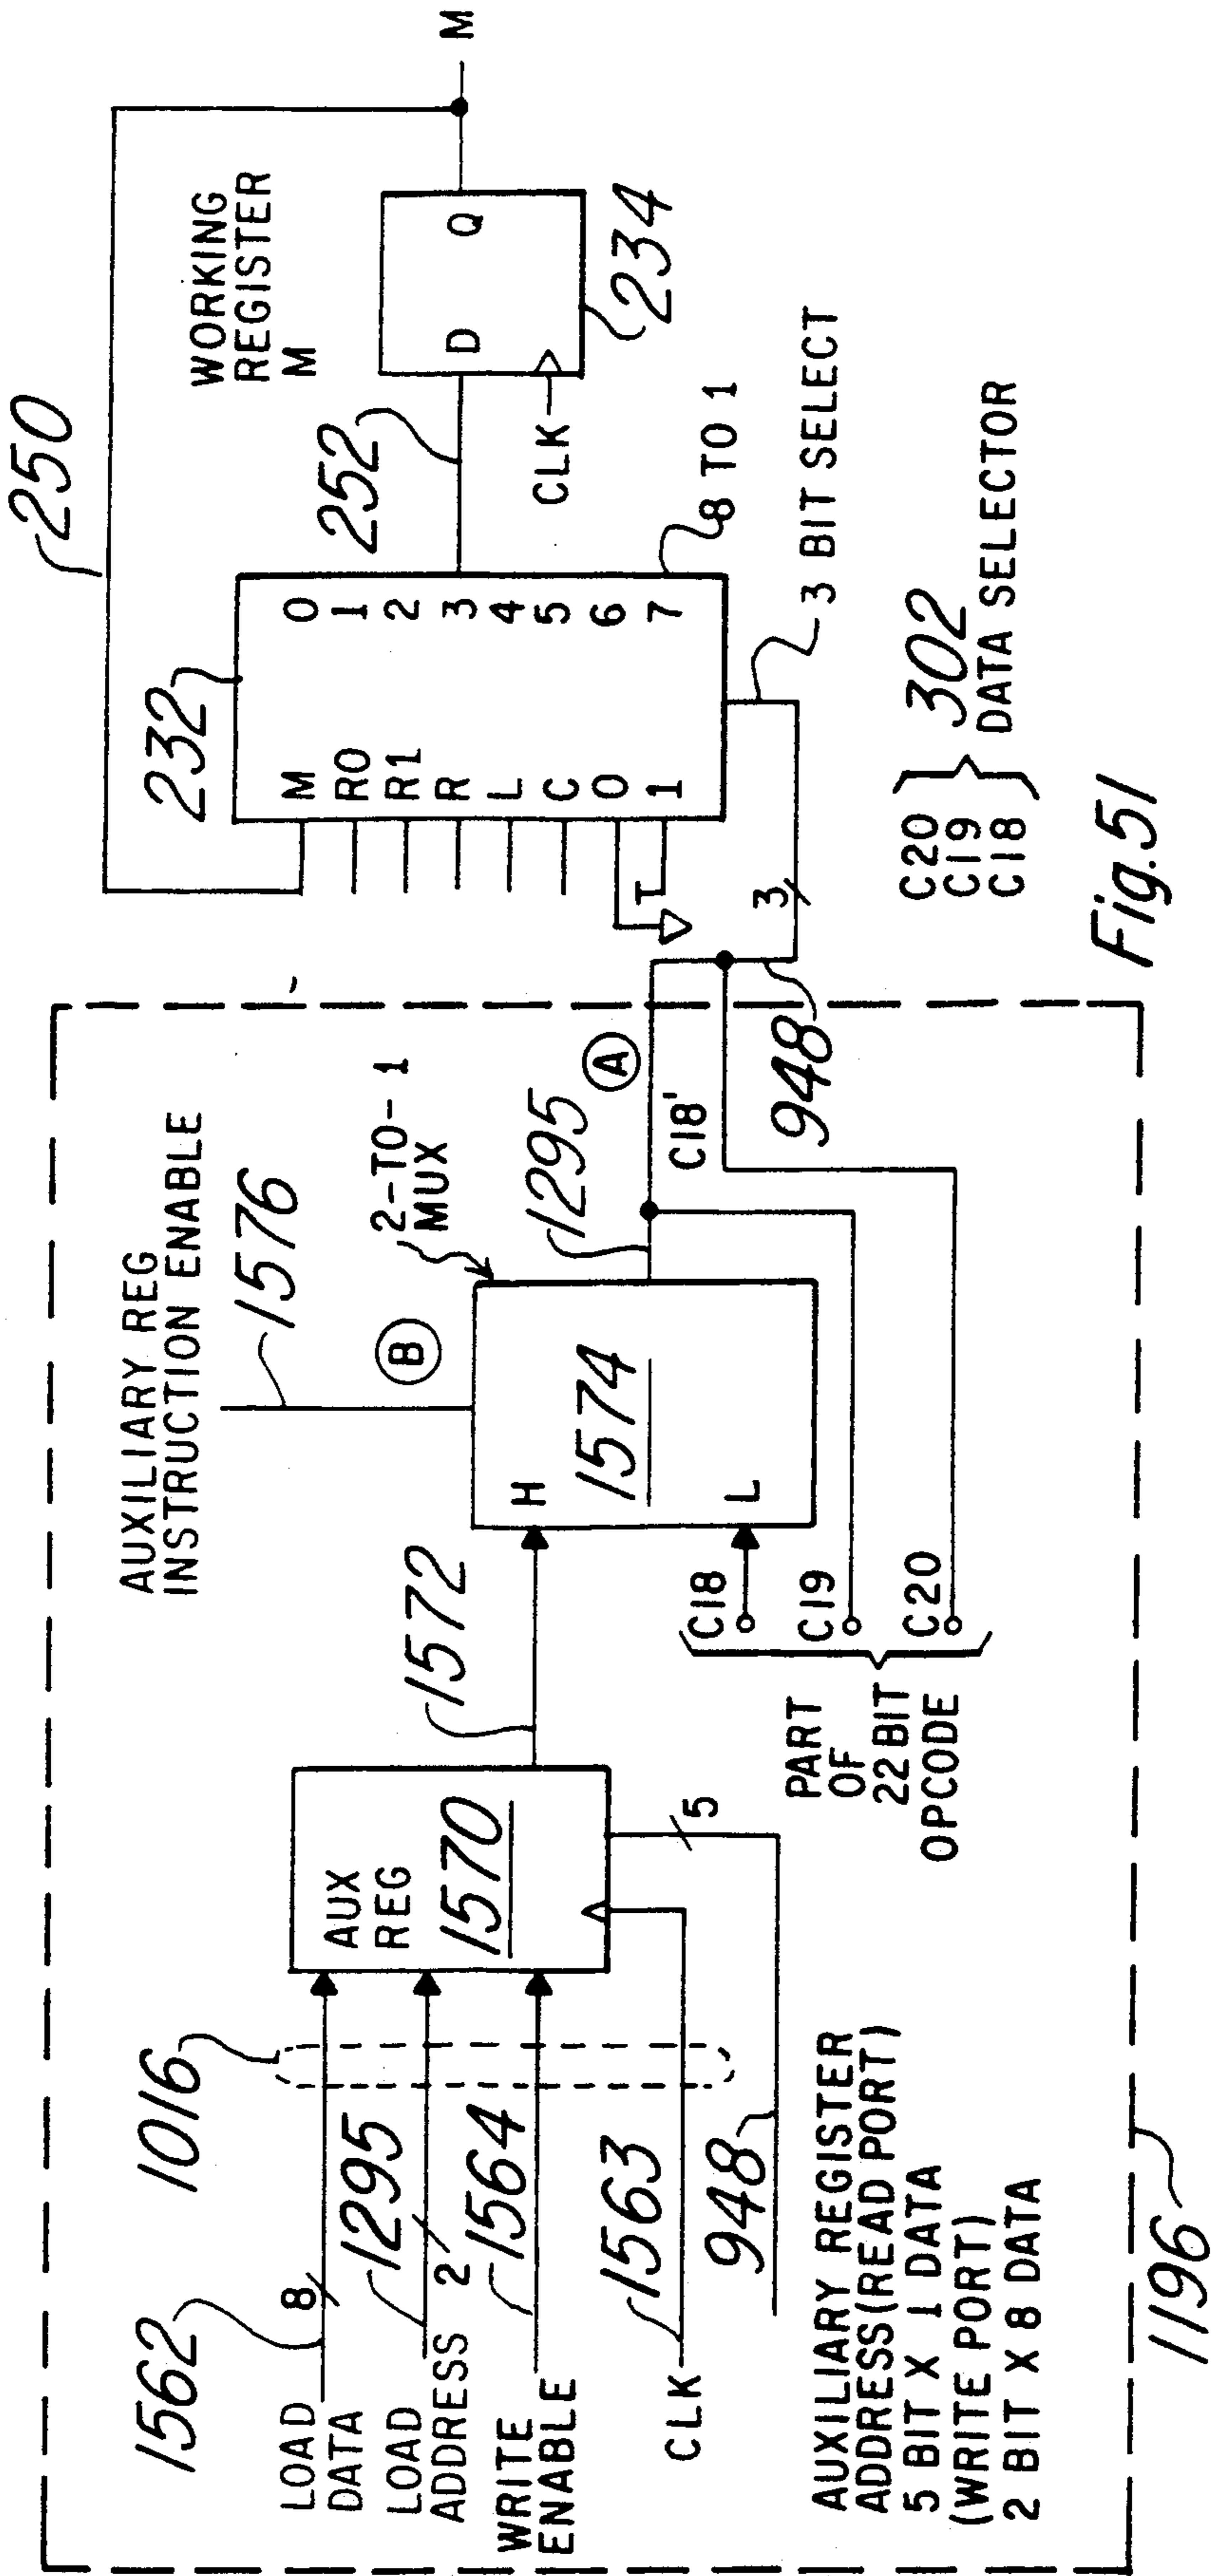 1562
LOAD
DATA
8
1016
LOAD
ADDRESS
2
1295
WRITE
ENABLE
1564
CLK
1563
948
5
AUX
REG
1570
AUXILIARY REGISTER
ADDRESS (READ PORT)
5 BIT X 1 DATA
(WRITE PORT)
2 BIT X 8 DATA
1196
1572
PART
OF
22 BIT
OPCODE
C18
C19
C20
AUXILIARY REG
INSTRUCTION ENABLE
1576
B
2-TO-1
MUX
H
1574
L
1295
A
C18'
948
3
250
232
M 0
R0 1
R1 2
R 3
L 4
C 5
0 6
1 7
252
WORKING
REGISTER
M
D Q
CLK
234
M
8 TO 1
3 BIT SELECT
C20
C19
C18
302
DATA SELECTOR
Fig. 51